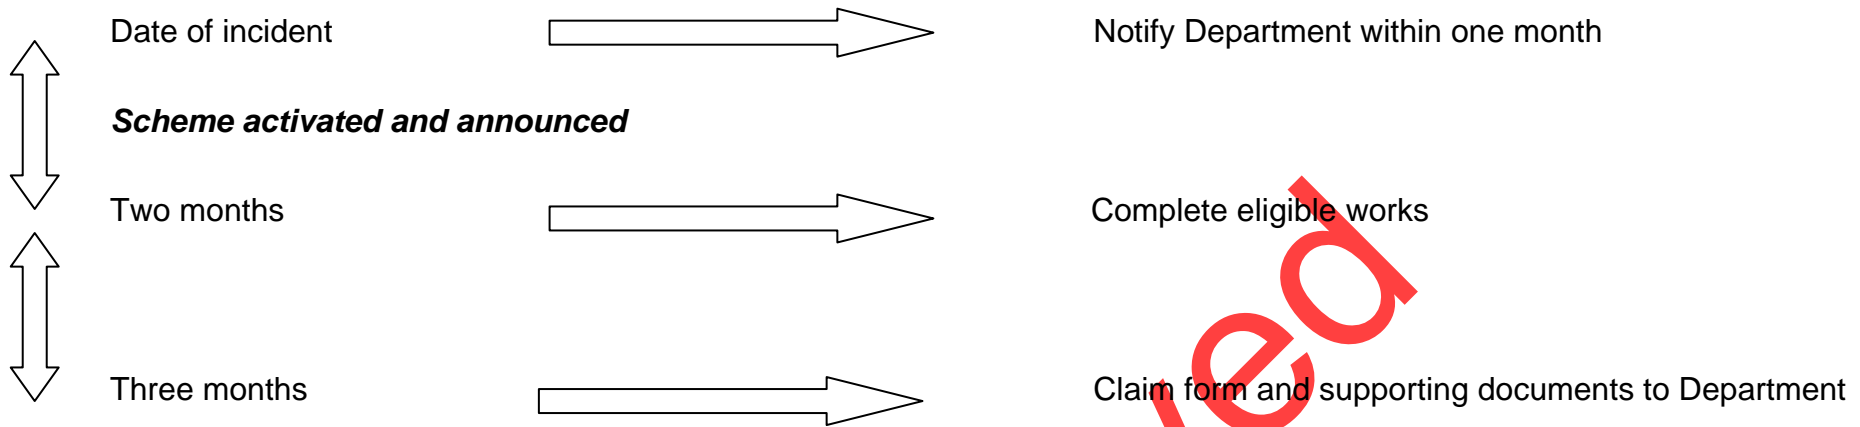 Date of incident Notify Department within one month
Scheme activated and announced
Two months Complete eligible works
Three months Claim form and supporting documents to Department